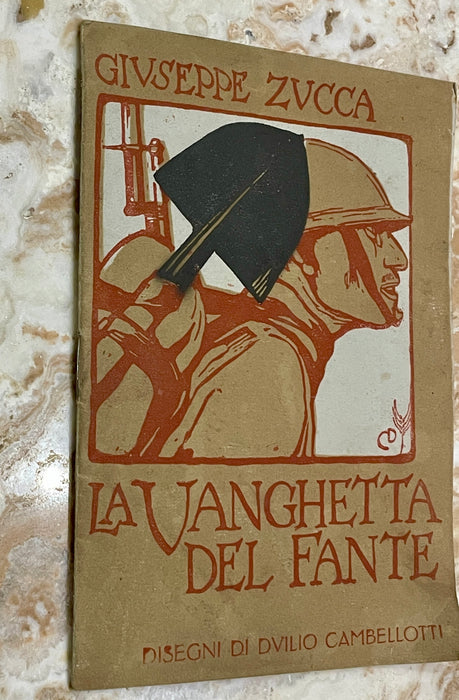 GIVSEPPE ZVCCA
LA VANGHETTA
DEL FANTE
DISEGNI DI DVILIO CAMBELLOTTI